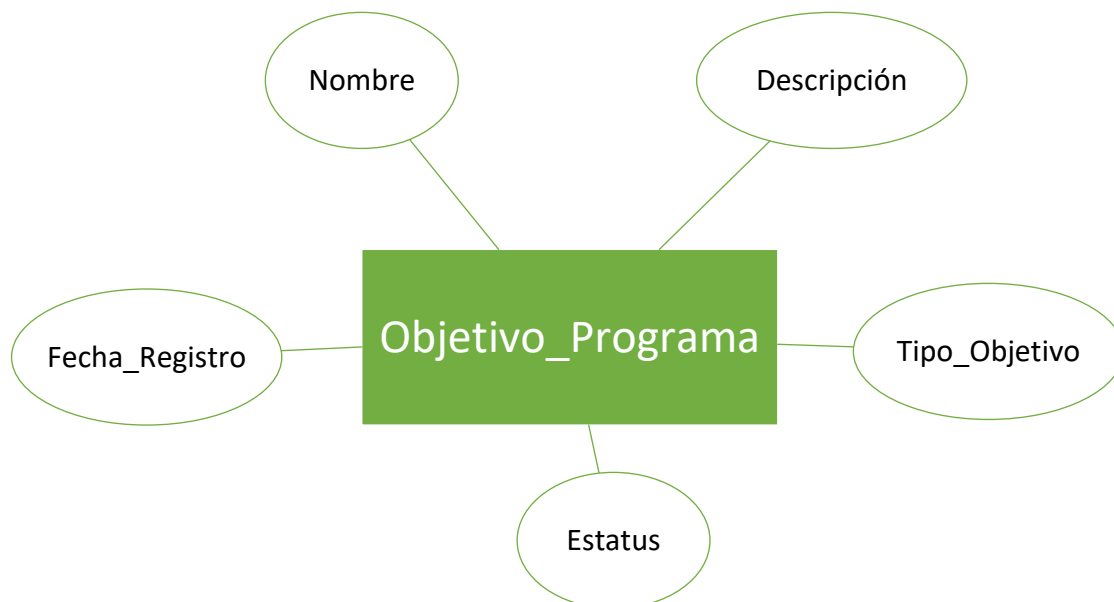 Nombre
Descripción
Objetivo_Programa
Fecha_Registro
Tipo_Objetivo
Estatus